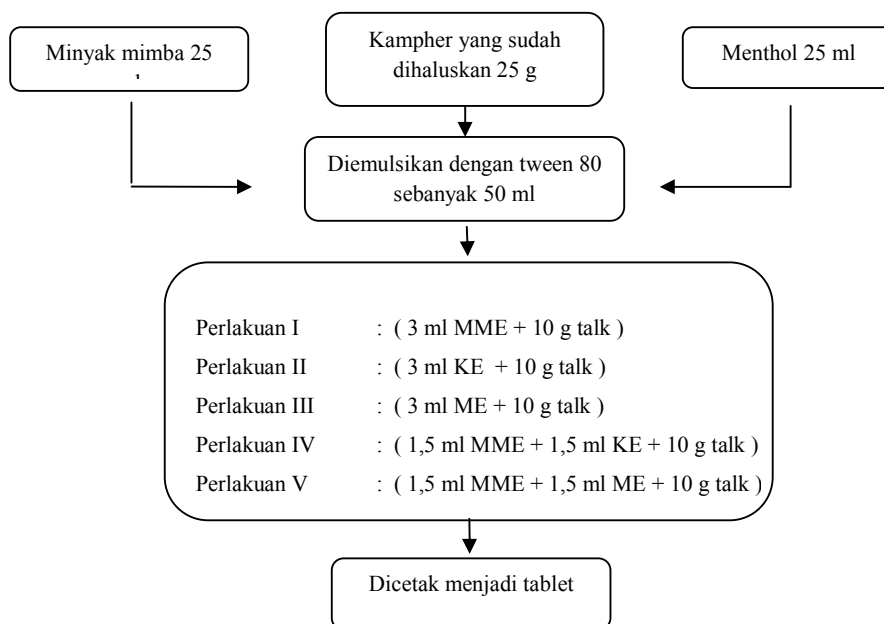 Minyak mimba 25
Kampher yang sudah
dihaluskan 25 g
Menthol 25 ml
Diemulsikan dengan tween 80
sebanyak 50 ml
Perlakuan I : ( 3 ml MME + 10 g talk )
Perlakuan II : ( 3 ml KE + 10 g talk )
Perlakuan III : ( 3 ml ME + 10 g talk )
Perlakuan IV : ( 1,5 ml MME + 1,5 ml KE + 10 g talk )
Perlakuan V : ( 1,5 ml MME + 1,5 ml ME + 10 g talk )
Dicetak menjadi tablet